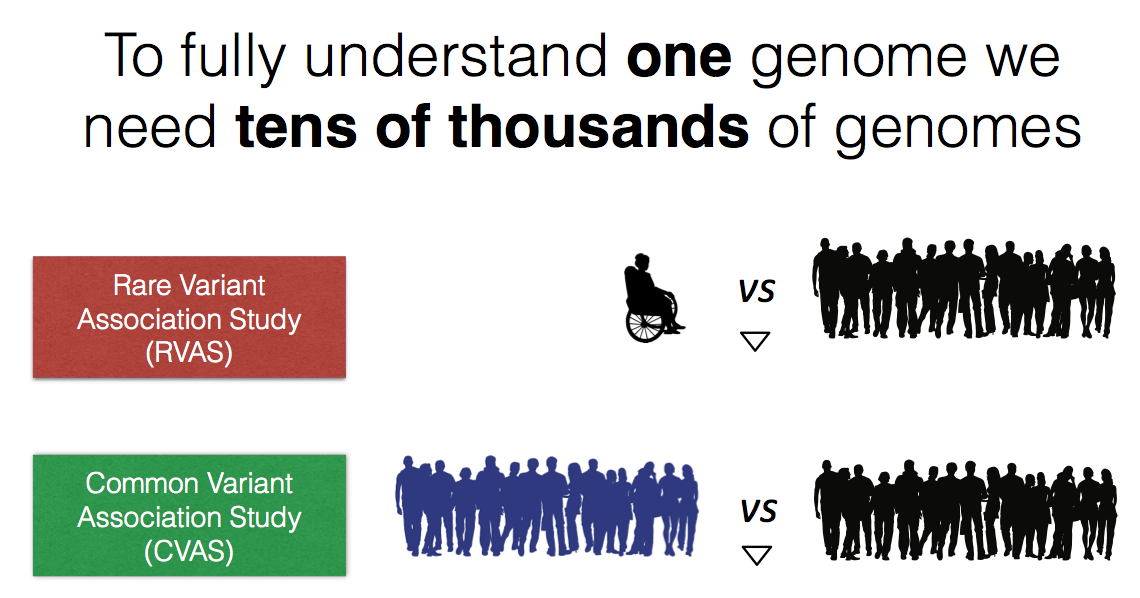 To fully understand one genome we
need tens of thousands of genomes
Rare Variant
Association Study
(RVAS)
vs
Common Variant
Association Study
(CVAS)
vs